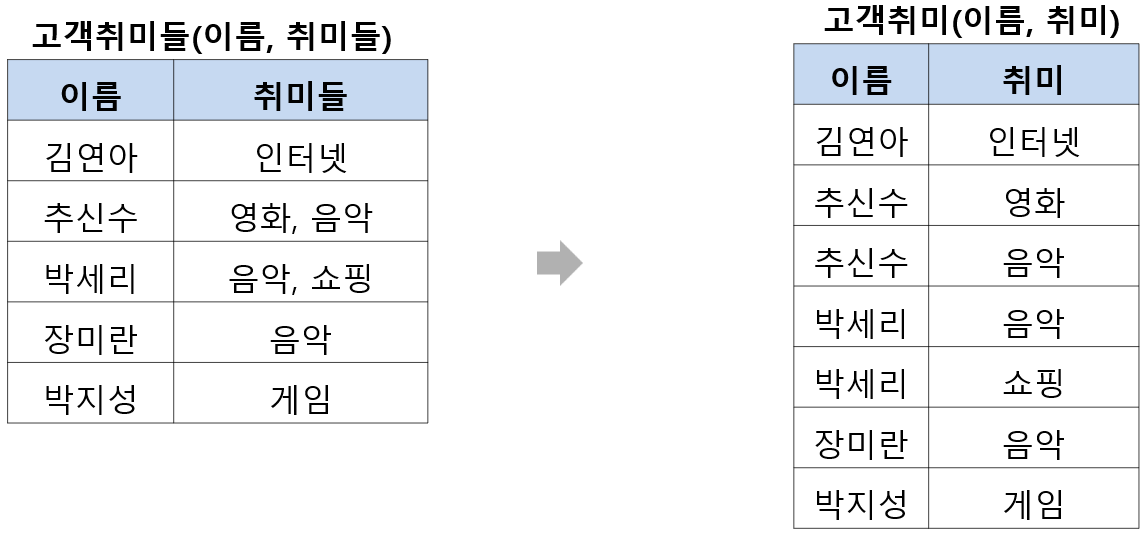 고객취미들(이름, 취미들)
이름 취미들
김연아 인터넷
추신수 영화, 음악
박세리 음악, 쇼핑
장미란 음악
박지성 게임
고객취미(이름, 취미)
이름 취미
김연아 인터넷
추신수 영화
추신수 음악
박세리 음악
박세리 쇼핑
장미란 음악
박지성 게임